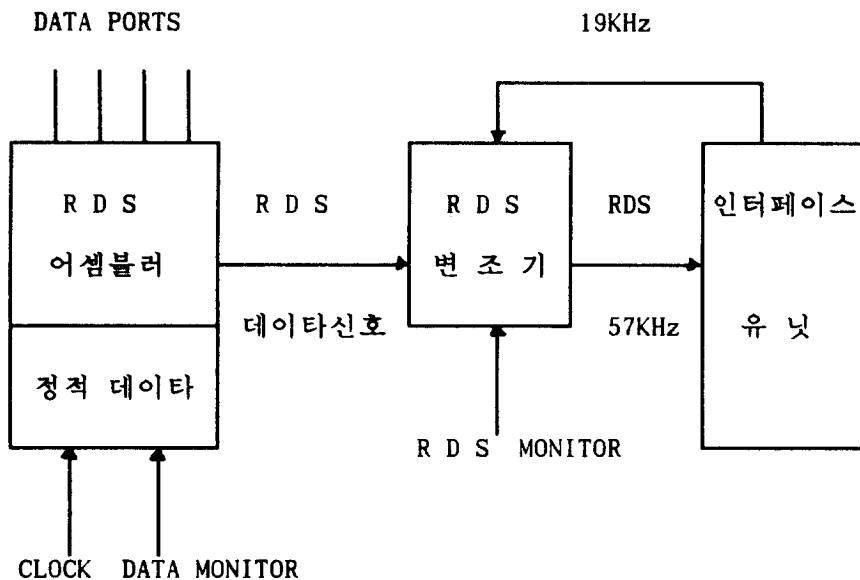 DATA PORTS
19KHz
R D S
어셈블러
정적 데이타
R D S
데이타신호
R D S
변 조 기
RDS
57KHz
인터페이스
유 닛
R D S MONITOR
CLOCK DATA MONITOR